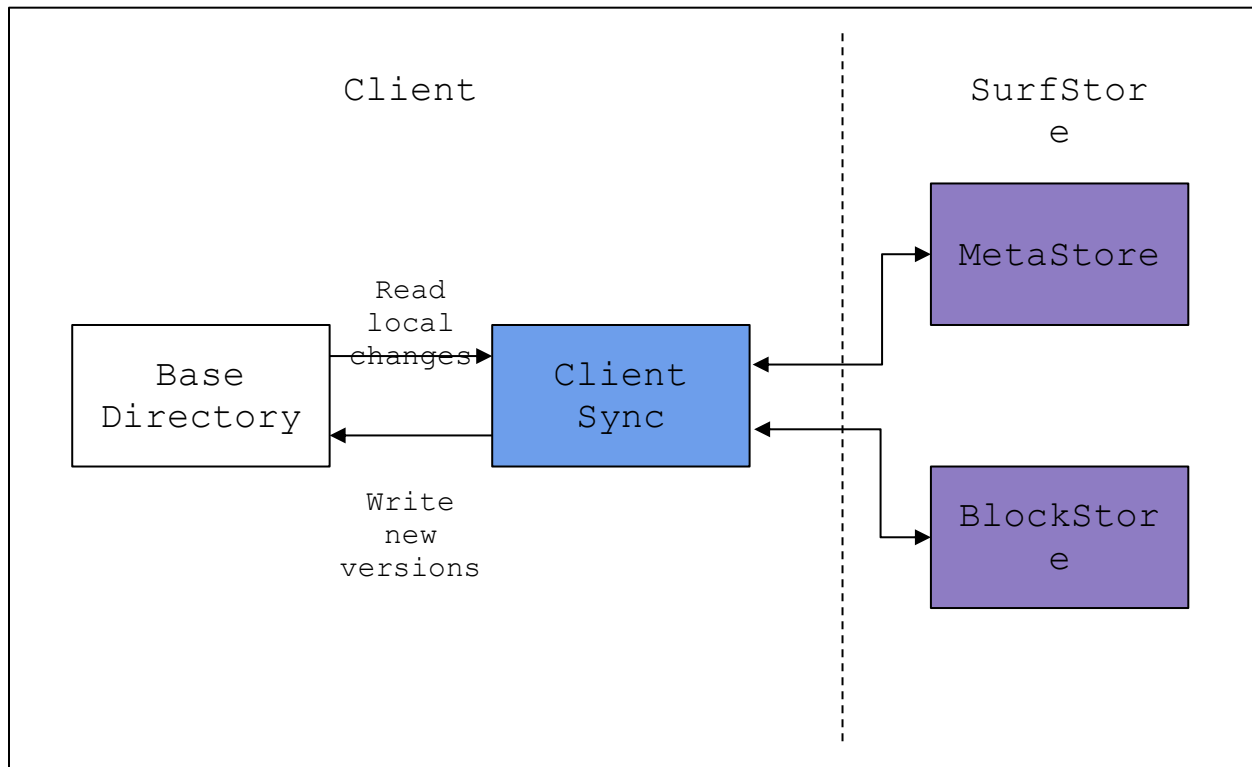 Client
SurfStor
e
MetaStore
Read
local
changes
Base
Directory
Client
Sync
Write
new
versions
BlockStor
e